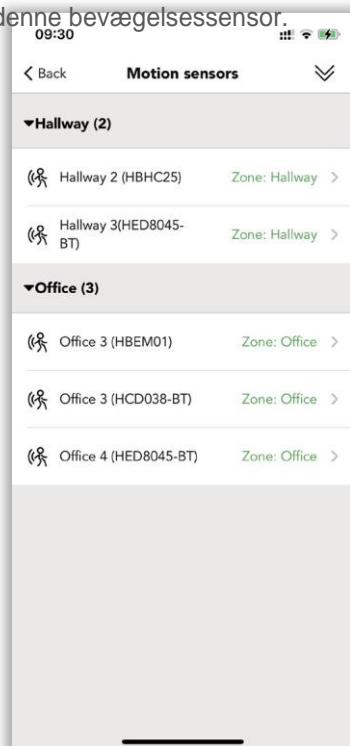 denne bevægelsessensor.
09:30
Back Motion sensors
▾Hallway (2)
Hallway 2 (HBHC25) Zone: Hallway >
Hallway 3(HED8045-
BT) Zone: Hallway >
▾Office (3)
Office 3 (HBEM01) Zone: Office >
Office 3 (HCD038-BT) Zone: Office >
Office 4 (HED8045-BT) Zone: Office >